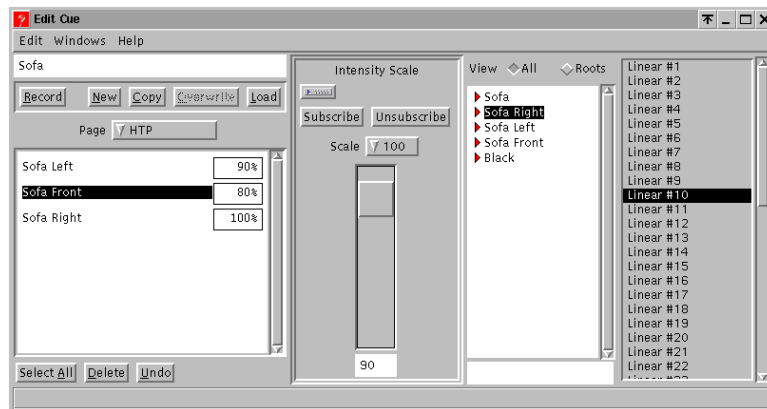 Edit Cue
Edit Windows Help
Sofa
Record New Copy Overwrite Load
Page HTP
Sofa Left 90%
Sofa Front 80%
Sofa Right 100%
Select All Delete Undo
Intensity Scale
Subscribe Unsubscribe
Scale 100
90
View All Roots
Sofa
Sofa Right
Sofa Left
Sofa Front
Black
Linear #1
Linear #2
Linear #3
Linear #4
Linear #5
Linear #6
Linear #7
Linear #8
Linear #9
Linear #10
Linear #11
Linear #12
Linear #13
Linear #14
Linear #15
Linear #16
Linear #17
Linear #18
Linear #19
Linear #20
Linear #21
Linear #22